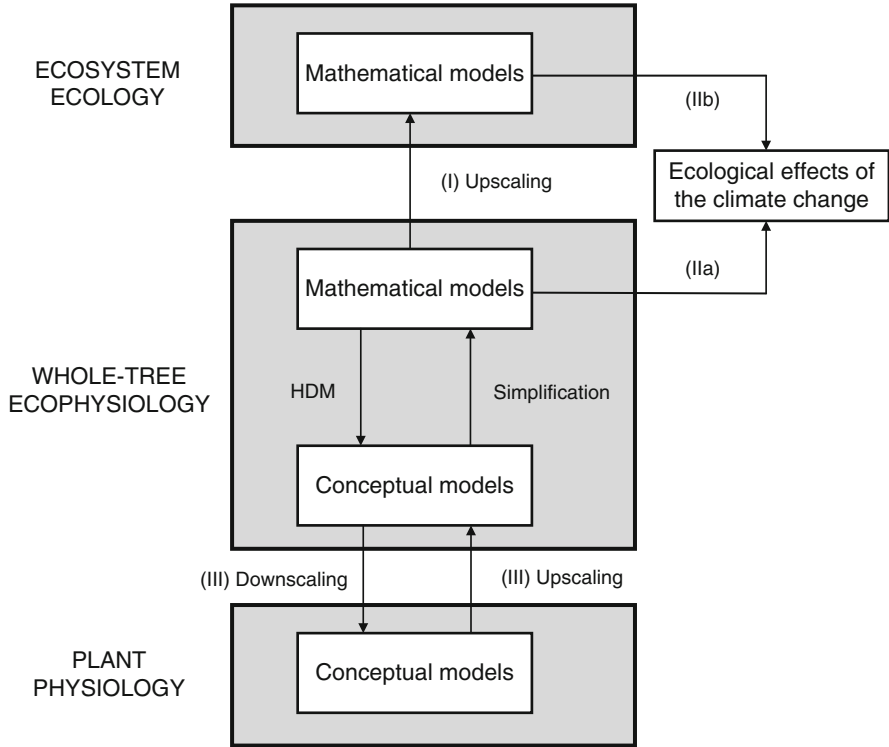 ECOSYSTEM
ECOLOGY
Mathematical models
(IIb)
Ecological effects of
the climate change
(I) Upscaling
(IIa)
Mathematical models
WHOLE-TREE
ECOPHYSIOLOGY
HDM
Simplification
Conceptual models
(III) Downscaling
(III) Upscaling
PLANT
PHYSIOLOGY
Conceptual models